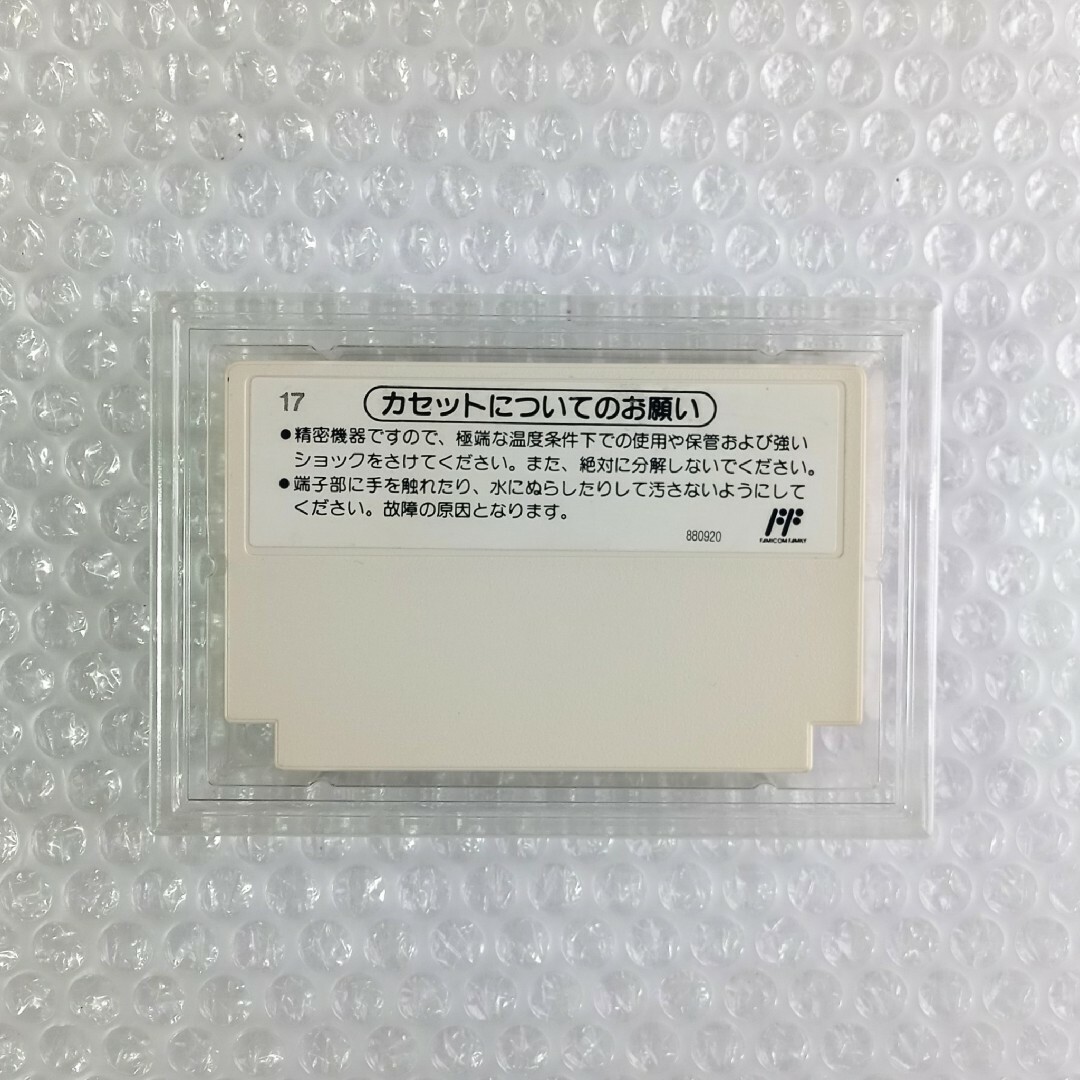 17
カセットについてのお願い
●精密機器ですので、極端な温度条件下での使用や保管および強い
ショックをさけてください。また、絶対に分解しないでください。
●端子部に手を触れたり、水にぬらしたりして汚さないようにして
ください。故障の原因となります。
880920
FAMICOM FAMILY